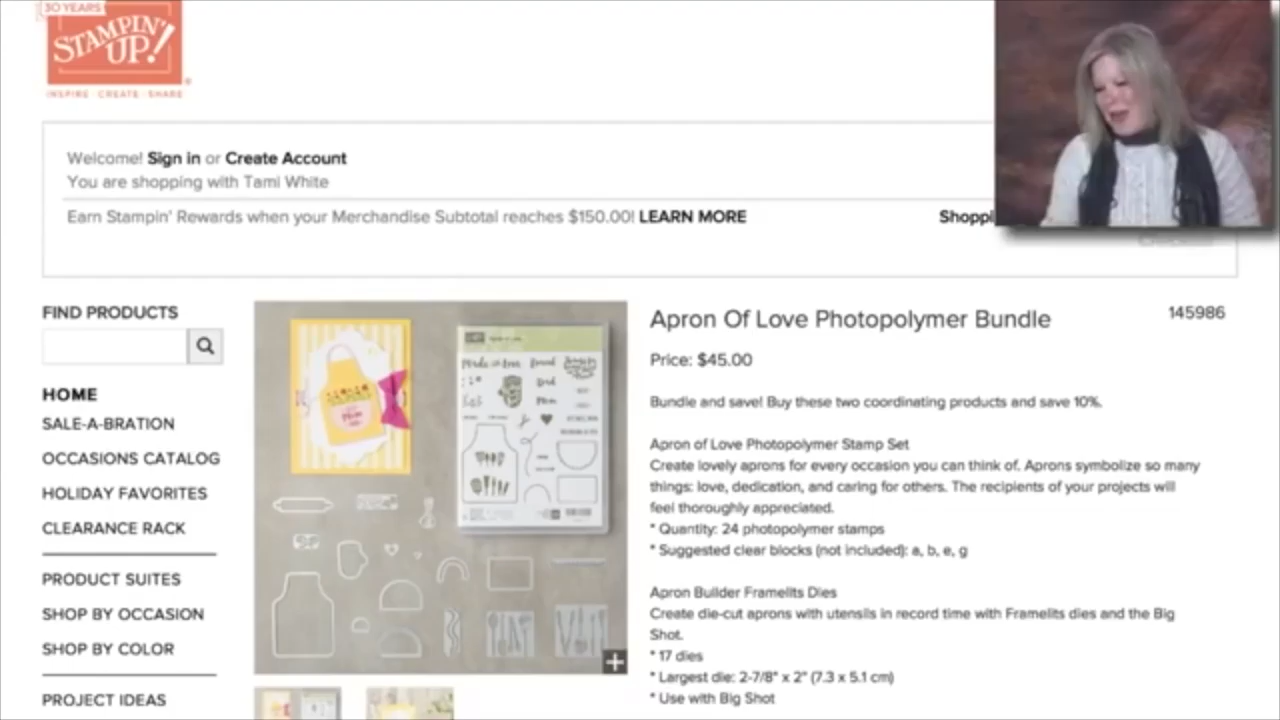 30 YEARS
STAMPIN' UP!®
INSPIRE · CREATE · SHARE
Welcome! Sign in or Create Account
You are shopping with Tami White
Earn Stampin' Rewards when your Merchandise Subtotal reaches $150.00! LEARN MORE
Shoppi
FIND PRODUCTS
HOME
SALE-A-BRATION
OCCASIONS CATALOG
HOLIDAY FAVORITES
CLEARANCE RACK
PRODUCT SUITES
SHOP BY OCCASION
SHOP BY COLOR
PROJECT IDEAS
Made in love
Dad
Mom
Apron Of Love Photopolymer Bundle
145986
Price: $45.00
Bundle and save! Buy these two coordinating products and save 10%.
Apron of Love Photopolymer Stamp Set
Create lovely aprons for every occasion you can think of. Aprons symbolize so many
things: love, dedication, and caring for others. The recipients of your projects will
feel thoroughly appreciated.
* Quantity: 24 photopolymer stamps
* Suggested clear blocks (not included): a, b, e, g
Apron Builder Framelits Dies
Create die-cut aprons with utensils in record time with Framelits dies and the Big
Shot.
* 17 dies
* Largest die: 2-7/8" x 2" (7.3 x 5.1 cm)
* Use with Big Shot